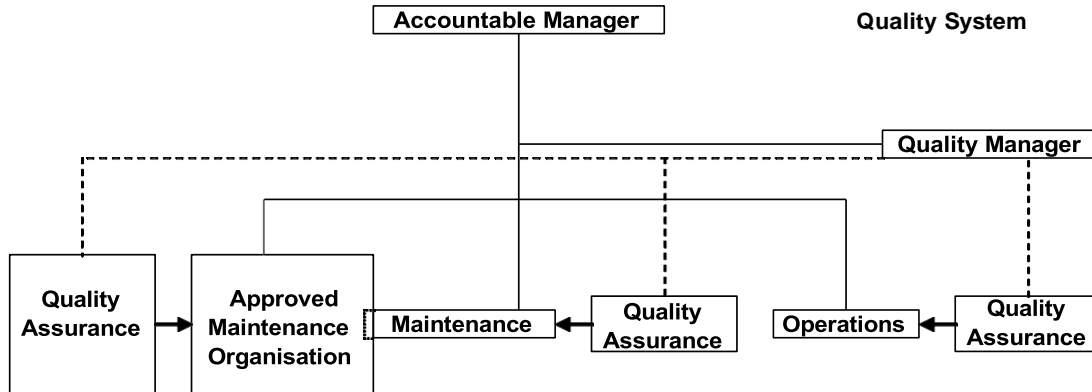 Accountable Manager
Quality System
Quality Manager
Quality
Assurance
Approved
Maintenance
Organisation
Maintenance
Quality
Assurance
Operations
Quality
Assurance